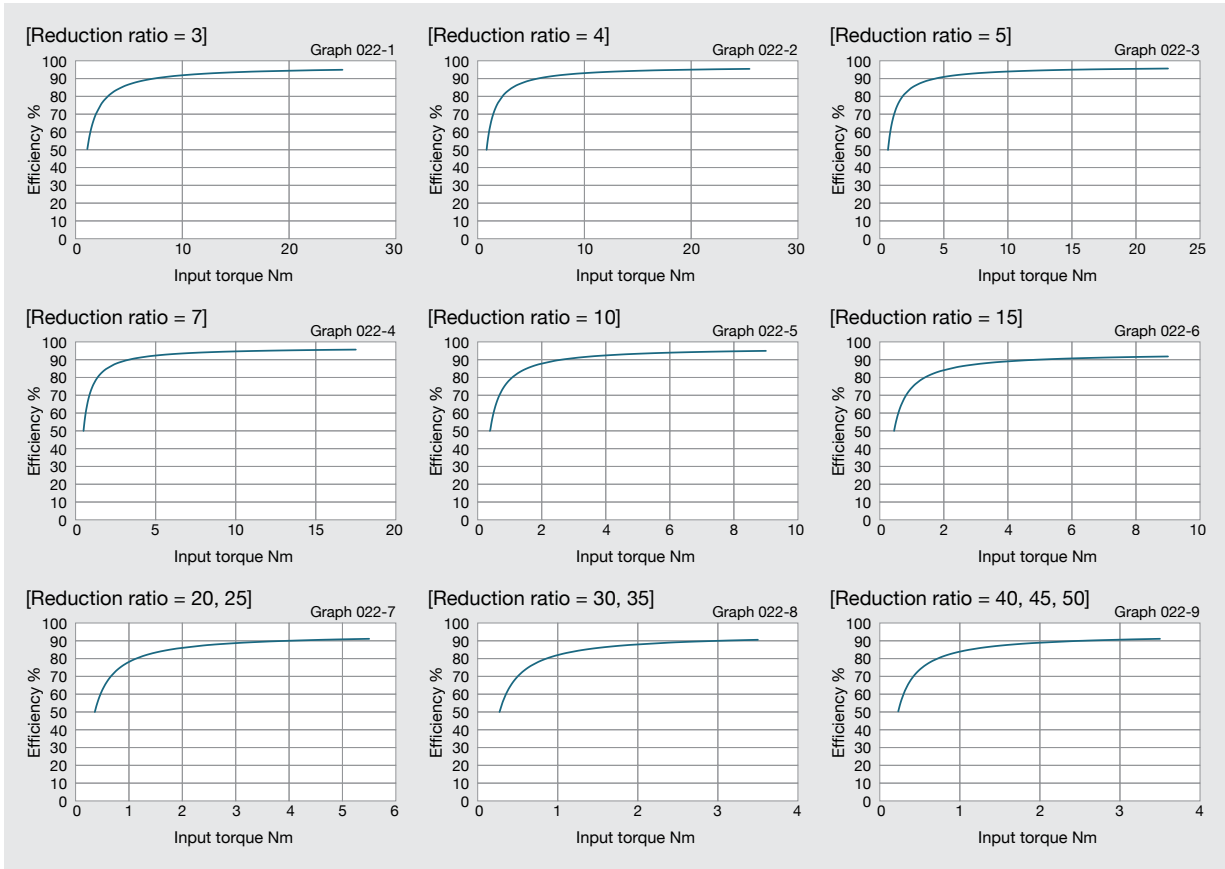 [Reduction ratio = 3]
Graph 022-1
100
90
80
70
60
50
40
30
20
10
0
Efficiency %
0 10 20 30
Input torque Nm
[Reduction ratio = 4]
Graph 022-2
100
90
80
70
60
50
40
30
20
10
0
Efficiency %
0 10 20 30
Input torque Nm
[Reduction ratio = 5]
Graph 022-3
100
90
80
70
60
50
40
30
20
10
0
Efficiency %
0 5 10 15 20 25
Input torque Nm
[Reduction ratio = 7]
Graph 022-4
100
90
80
70
60
50
40
30
20
10
0
Efficiency %
0 5 10 15 20
Input torque Nm
[Reduction ratio = 10]
Graph 022-5
100
90
80
70
60
50
40
30
20
10
0
Efficiency %
0 2 4 6 8 10
Input torque Nm
[Reduction ratio = 15]
Graph 022-6
100
90
80
70
60
50
40
30
20
10
0
Efficiency %
0 2 4 6 8 10
Input torque Nm
[Reduction ratio = 20, 25]
Graph 022-7
100
90
80
70
60
50
40
30
20
10
0
Efficiency %
0 1 2 3 4 5 6
Input torque Nm
[Reduction ratio = 30, 35]
Graph 022-8
100
90
80
70
60
50
40
30
20
10
0
Efficiency %
0 1 2 3 4
Input torque Nm
[Reduction ratio = 40, 45, 50]
Graph 022-9
100
90
80
70
60
50
40
30
20
10
0
Efficiency %
0 1 2 3 4
Input torque Nm